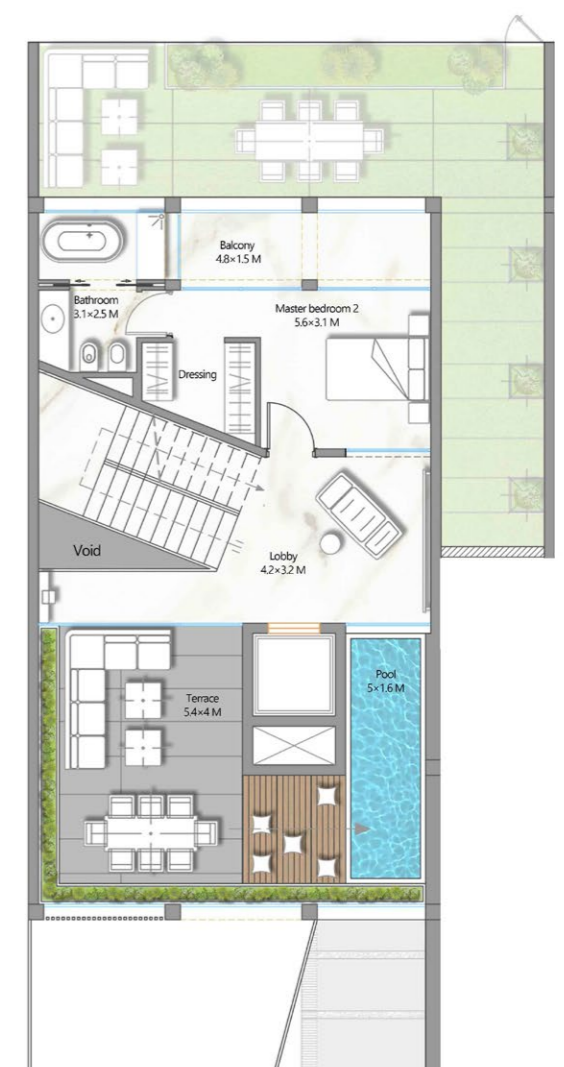 Balcony
4.8×1.5 M
Bathroom
3.1×2.5 M
Master bedroom 2
5.6×3.1 M
Dressing
Void
Lobby
4.2×3.2 M
Pool
5×1.6 M
Terrace
5.4×4 M